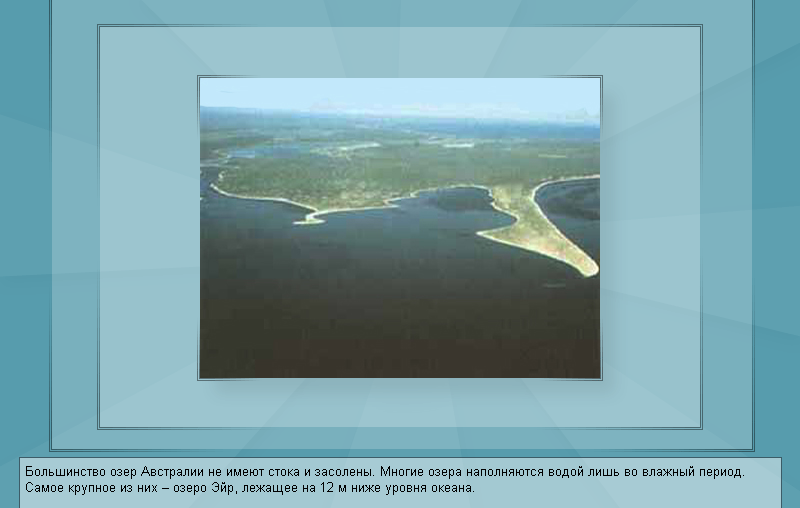 Большинство озер Австралии не имеют стока и засолены. Многие озера наполняются водой лишь во влажный период.
Самое крупное из них – озеро Эйр, лежащее на 12 м ниже уровня океана.